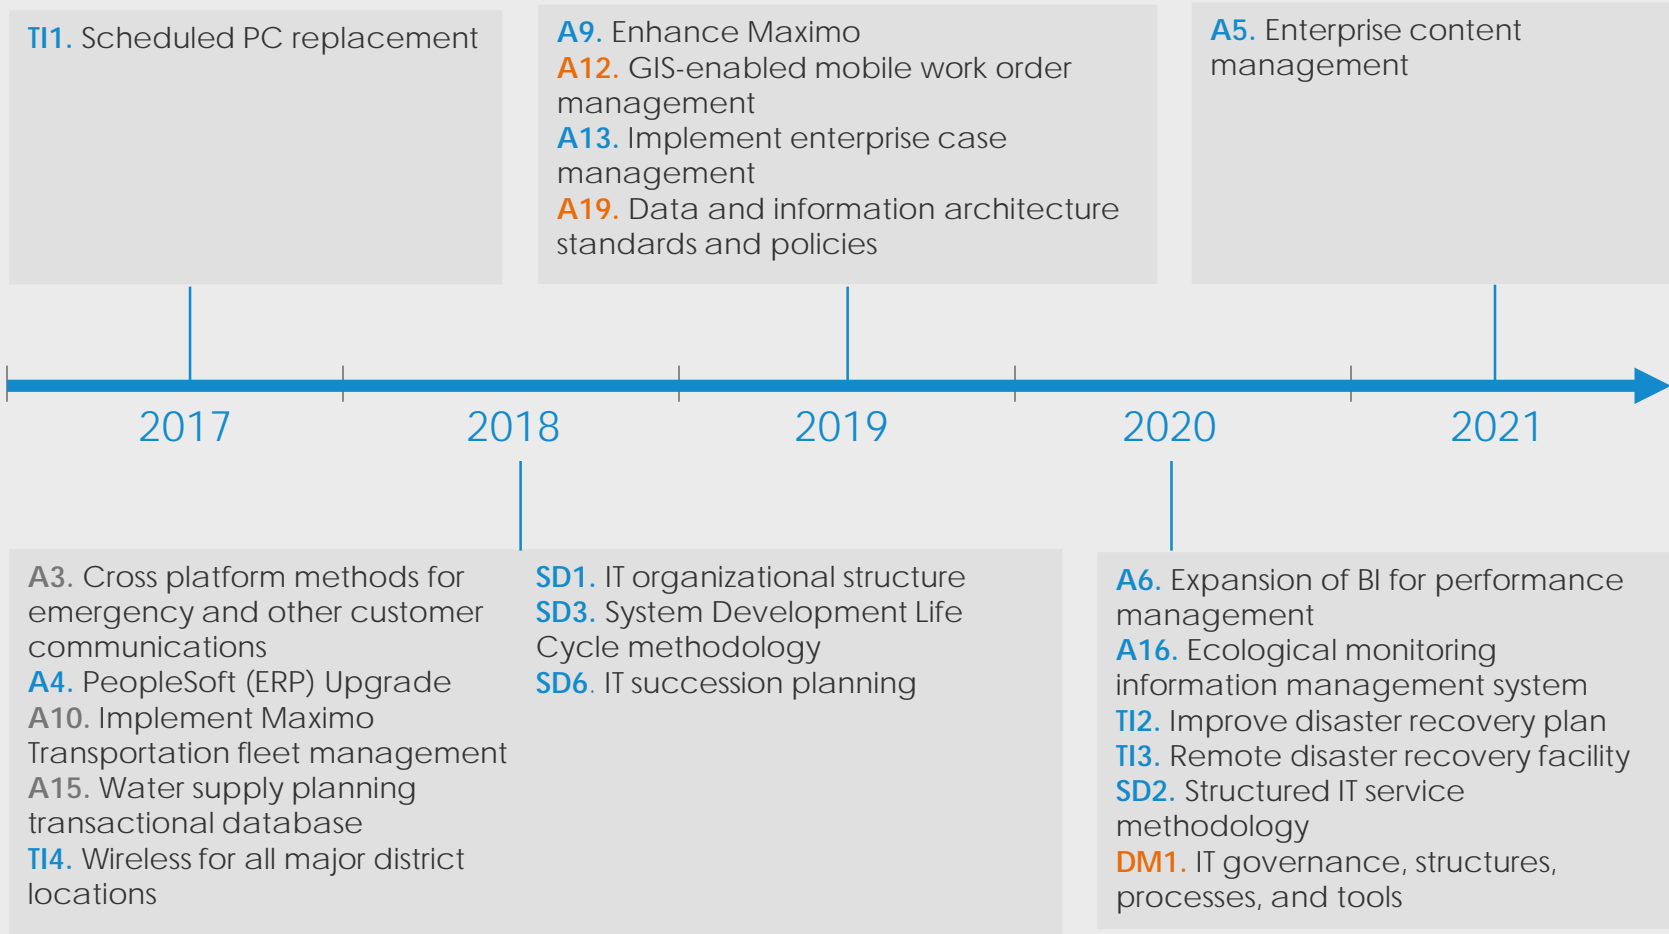 TI1. Scheduled PC replacement
A9. Enhance Maximo
A12. GIS-enabled mobile work order
management
A13. Implement enterprise case
management
A19. Data and information architecture
standards and policies
A5. Enterprise content
management
2017
2018
2019
2020
2021
A3. Cross platform methods for
emergency and other customer
communications
A4. PeopleSoft (ERP) Upgrade
A10. Implement Maximo
Transportation fleet management
A15. Water supply planning
transactional database
TI4. Wireless for all major district
locations
SD1. IT organizational structure
SD3. System Development Life
Cycle methodology
SD6. IT succession planning
A6. Expansion of BI for performance
management
A16. Ecological monitoring
information management system
TI2. Improve disaster recovery plan
TI3. Remote disaster recovery facility
SD2. Structured IT service
methodology
DM1. IT governance, structures,
processes, and tools